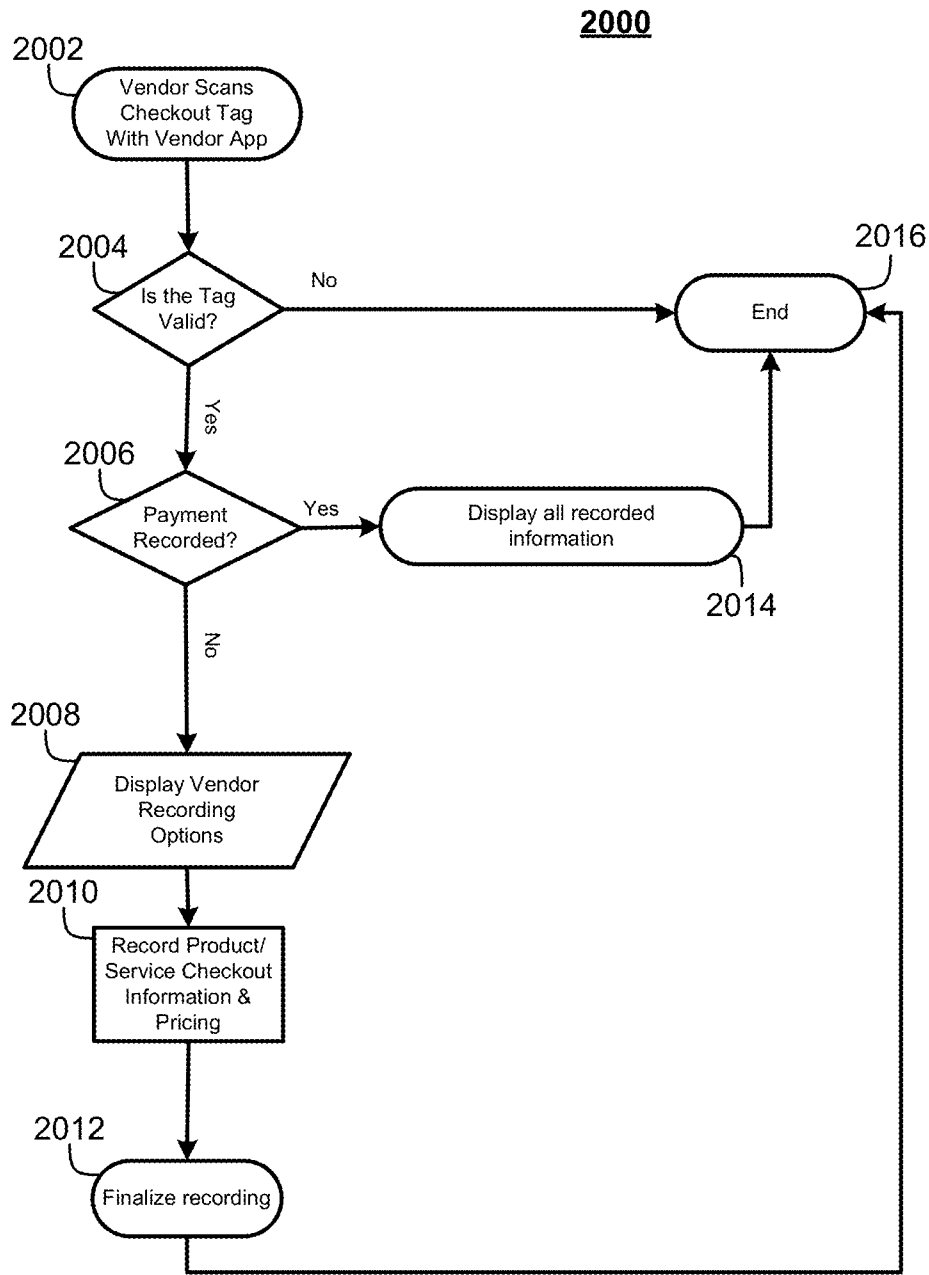 2000
2002
Vendor Scans
Checkout Tag
With Vendor App
2004
Is the Tag
Valid?
No
2016
End
Yes
2006
Payment
Recorded?
Yes
Display all recorded
information
2014
No
2008
Display Vendor
Recording
Options
2010
Record Product/
Service Checkout
Information &
Pricing
2012
Finalize recording